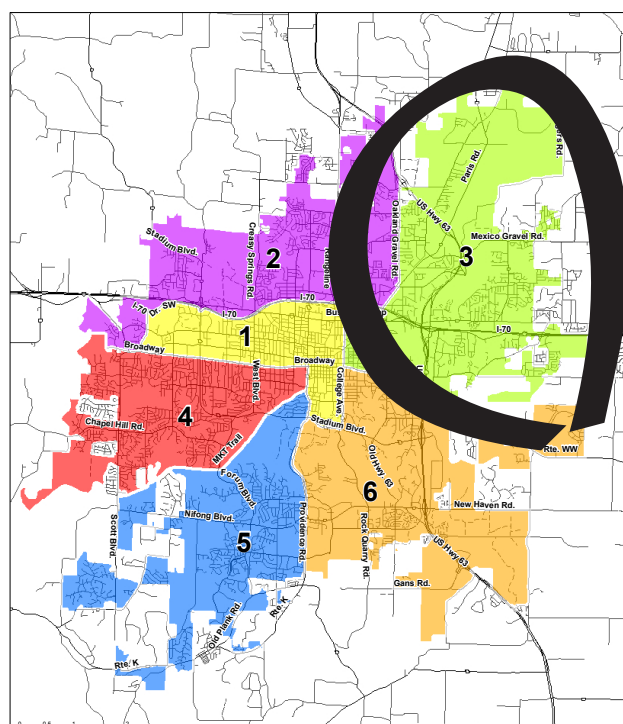 Paris Rd.
US Hwy 63
Oakland Gravel Rd.
Mexico Gravel Rd.
Stadium Blvd.
Creasy Springs Rd.
2
3
I-70 Dr. SW
I-70
I-70
1
Broadway
Broadway
West Blvd.
College Ave.
Chapel Hill Rd.
4
MKT Trail
Stadium Blvd.
Old Hwy. 63
Rte. WW
Forum Blvd.
6
New Haven Rd.
Scott Blvd.
Nifong Blvd.
Providence Rd.
Rock Quarry Rd.
5
US Hwy 63
Gans Rd.
Old Plank Rd.
Rte. K
Rte. K